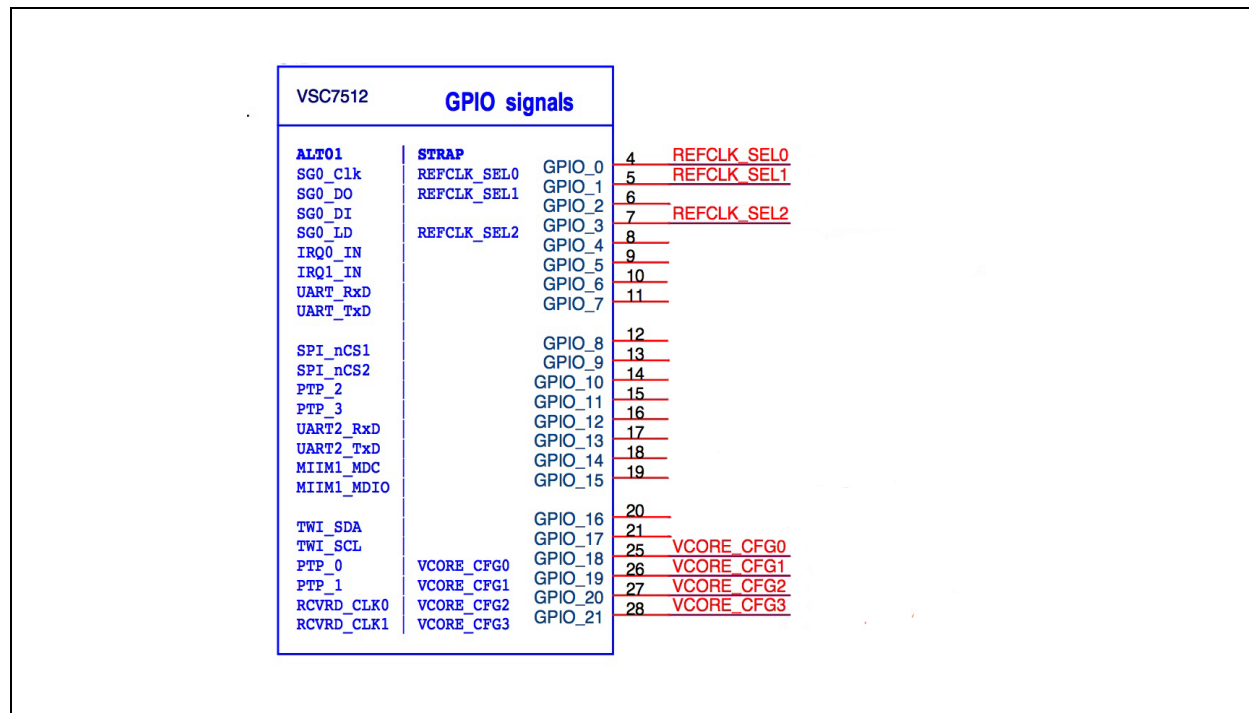 VSC7512 GPIO signals
ALT01 STRAP
SG0_Clk REFCLK_SEL0 GPIO_0 4 REFCLK_SEL0
SG0_DO REFCLK_SEL1 GPIO_1 5 REFCLK_SEL1
SG0_DI GPIO_2 6
SG0_LD REFCLK_SEL2 GPIO_3 7 REFCLK_SEL2
IRQ0_IN GPIO_4 8
IRQ1_IN GPIO_5 9
UART_RxD GPIO_6 10
UART_TxD GPIO_7 11
SPI_nCS1 GPIO_8 12
SPI_nCS2 GPIO_9 13
PTP_2 GPIO_10 14
PTP_3 GPIO_11 15
UART2_RxD GPIO_12 16
UART2_TxD GPIO_13 17
MIIM1_MDC GPIO_14 18
MIIM1_MDIO GPIO_15 19
TWI_SDA GPIO_16 20
TWI_SCL GPIO_17 21
PTP_0 VCORE_CFG0 GPIO_18 25 VCORE_CFG0
PTP_1 VCORE_CFG1 GPIO_19 26 VCORE_CFG1
RCVRD_CLK0 VCORE_CFG2 GPIO_20 27 VCORE_CFG2
RCVRD_CLK1 VCORE_CFG3 GPIO_21 28 VCORE_CFG3